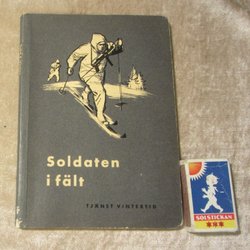 Soldaten
i fält
TJÄNST VINTERTID
SOLSTICKAN